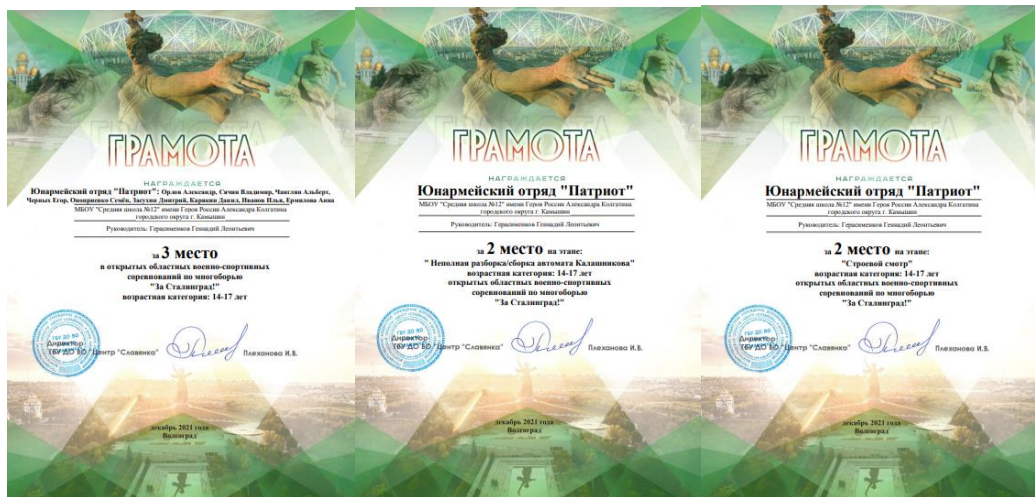 ГРАМОТА
НАГРАЖДАЕТСЯ
Юнармейский отряд "Патриот": Орлов Александр, Сичин Владимир, Чанглян Альберт,
Черных Егор, Оноприенко Семён, Засухин Дмитрий, Карякин Данил, Иванов Илья, Ермилова Анна
МБОУ "Средняя школа №12" имени Героя России Александра Колгатина
городского округа г. Камышин
Руководитель: Герасименков Геннадий Леонтьевич
за 3 место
в открытых областных военно-спортивных
соревнований по многоборью
"За Сталинград!"
возрастная категория: 14-17 лет
Директор
ГБУ ДО ВО "Центр "Славянка"
Плеханова И.В.
декабрь 2021 года
Волгоград
ГРАМОТА
НАГРАЖДАЕТСЯ
Юнармейский отряд "Патриот"
МБОУ "Средняя школа №12" имени Героя России Александра Колгатина
городского округа г. Камышин
Руководитель: Герасименков Геннадий Леонтьевич
за 2 место на этапе:
" Неполная разборка/сборка автомата Калашникова"
возрастная категория: 14-17 лет
открытых областных военно-спортивных
соревнований по многоборью
"За Сталинград!"
Директор
ГБУ ДО ВО "Центр "Славянка"
Плеханова И.В.
декабрь 2021 года
Волгоград
ГРАМОТА
НАГРАЖДАЕТСЯ
Юнармейский отряд "Патриот"
МБОУ "Средняя школа №12" имени Героя России Александра Колгатина
городского округа г. Камышин
Руководитель: Герасименков Геннадий Леонтьевич
за 2 место на этапе:
"Строевой смотр"
возрастная категория: 14-17 лет
открытых областных военно-спортивных
соревнований по многоборью
"За Сталинград!"
Директор
ГБУ ДО ВО "Центр "Славянка"
Плеханова И.В.
декабрь 2021 года
Волгоград